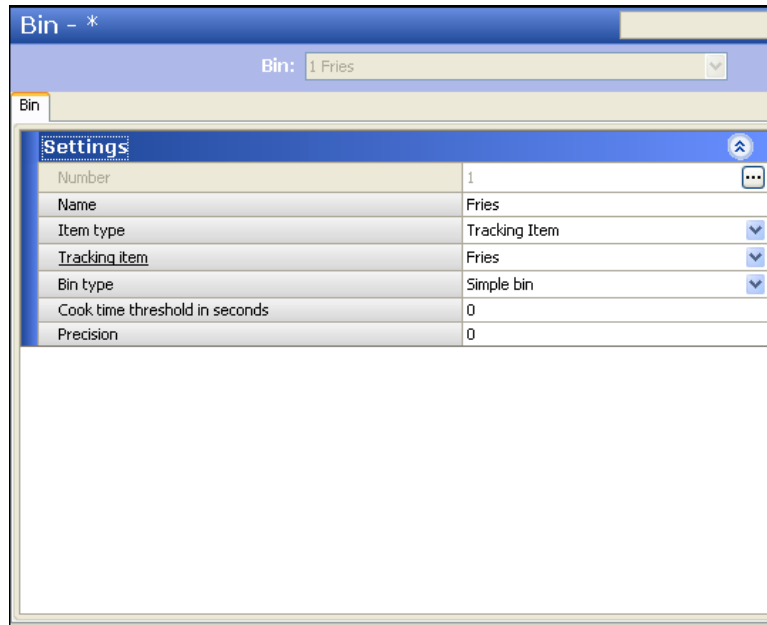 Bin - *
Bin: 1 Fries
Bin
Settings
Number 1 ...
Name Fries
Item type Tracking Item
Tracking item Fries
Bin type Simple bin
Cook time threshold in seconds 0
Precision 0